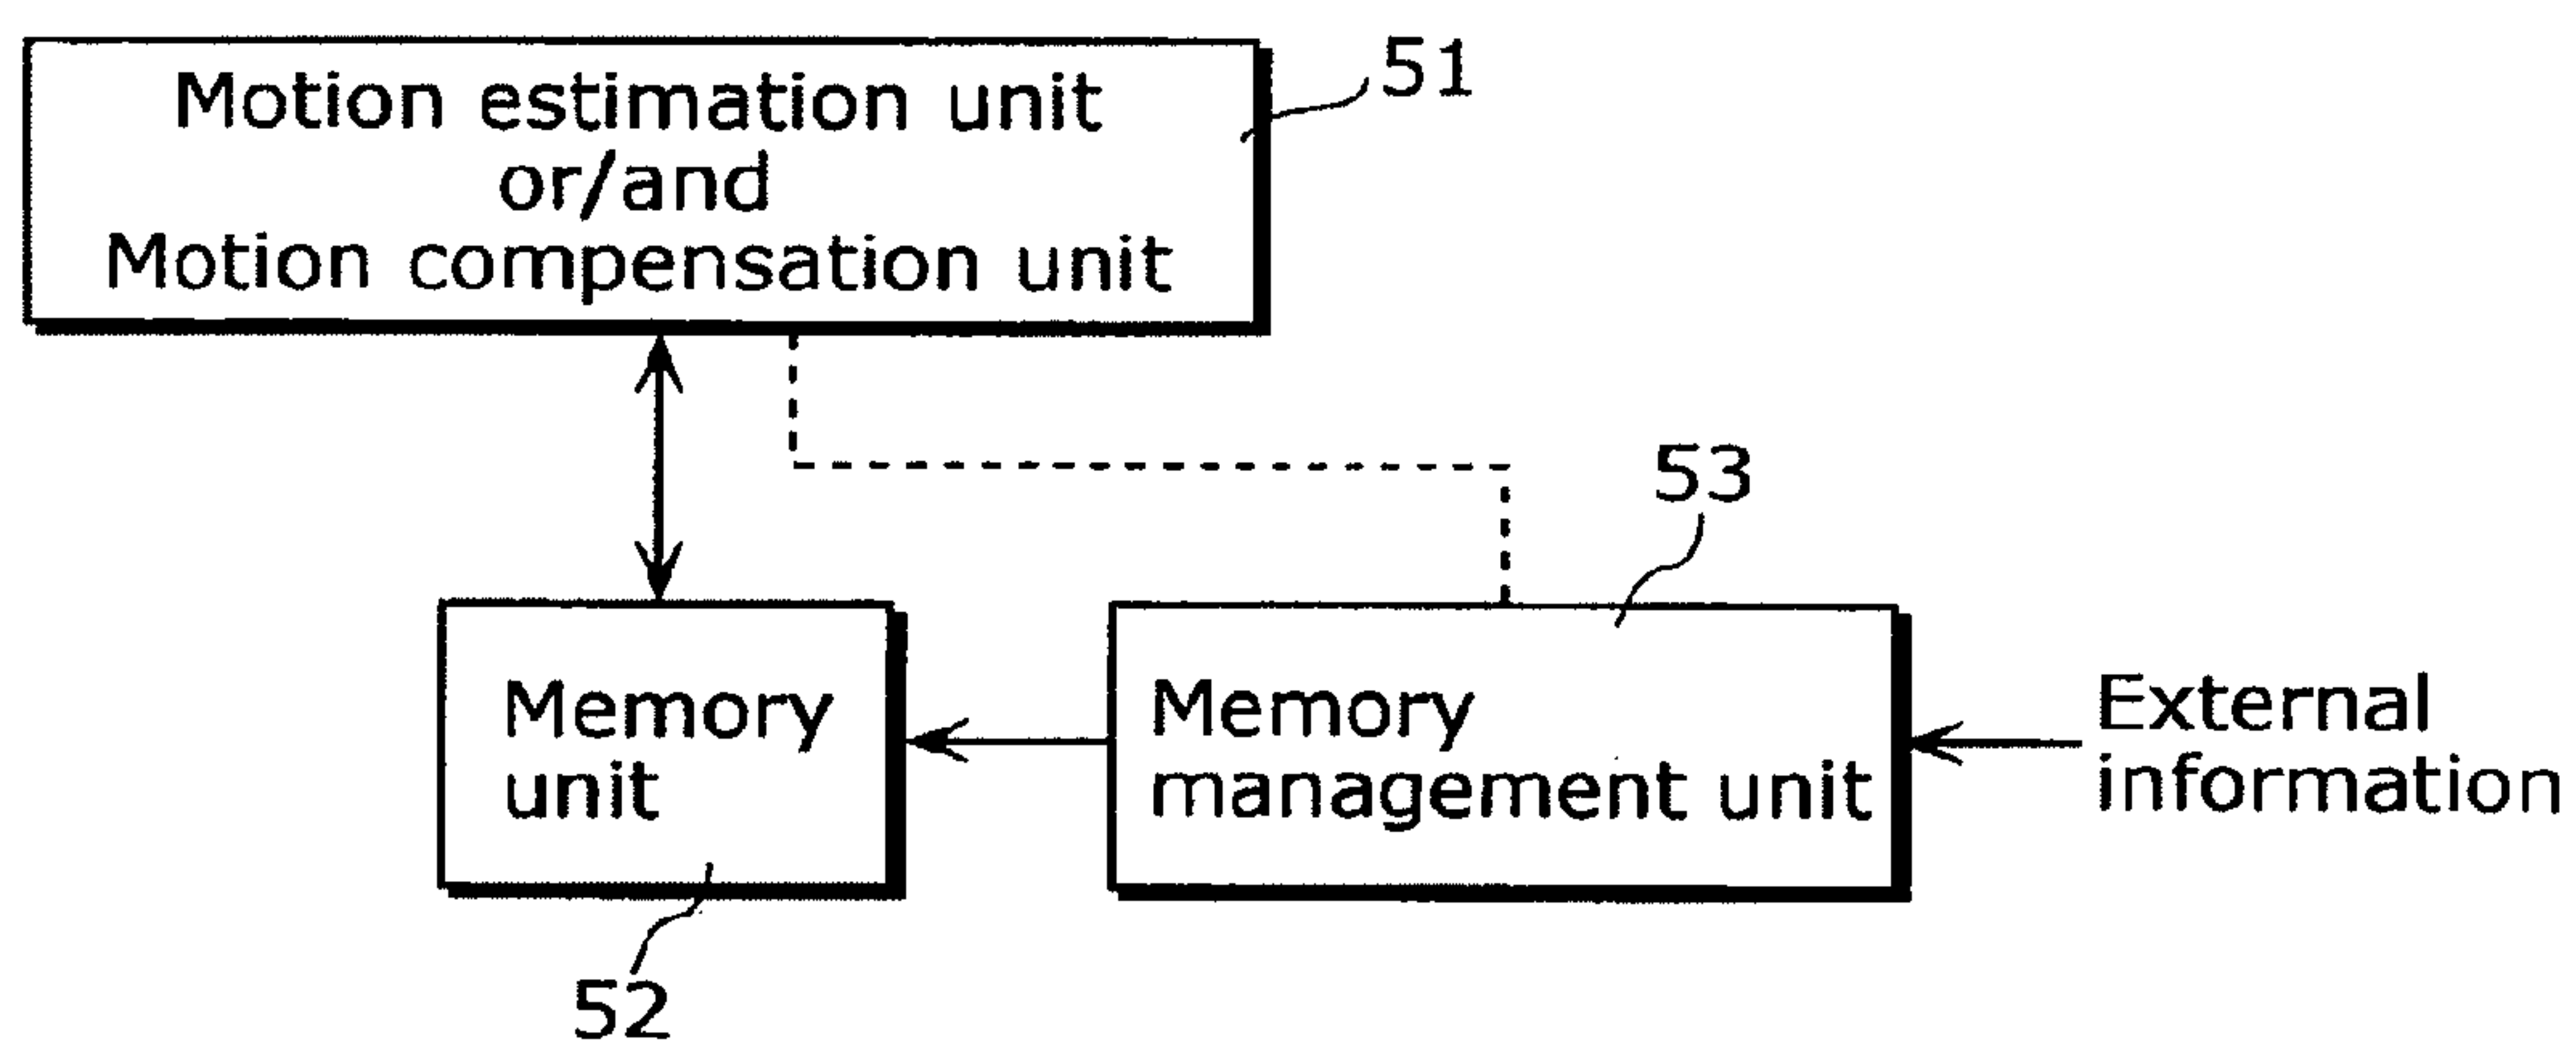 Motion estimation unit
or/and
Motion compensation unit
51
53
Memory
unit
Memory
management unit
External
information
52